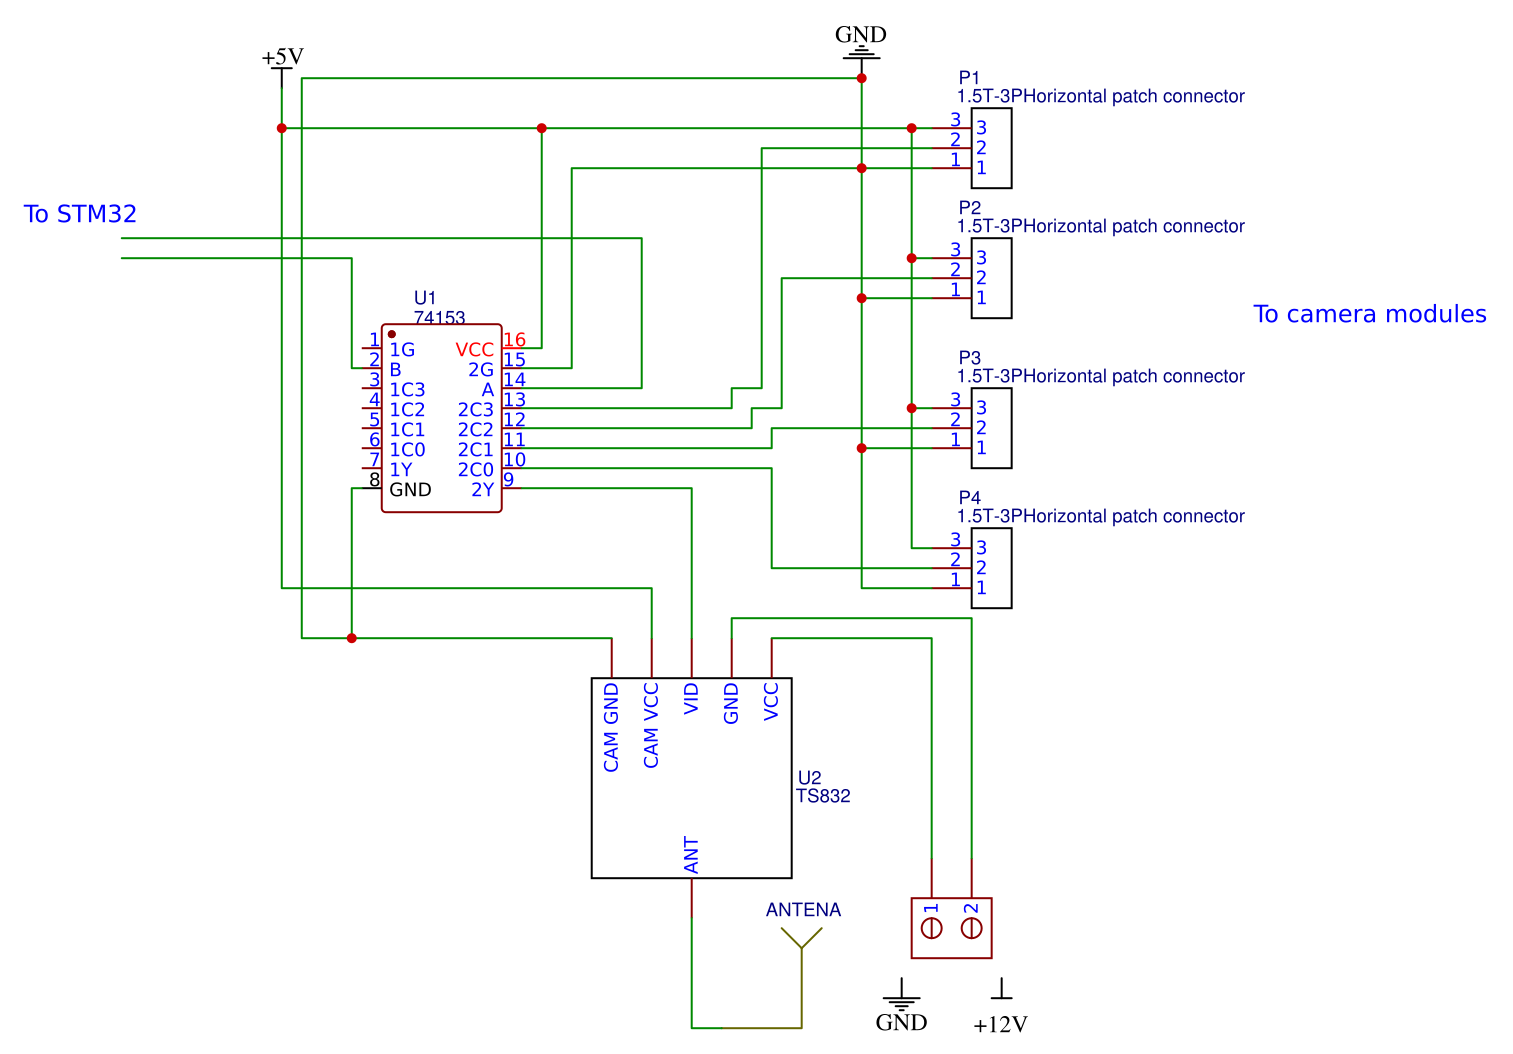 GND
+5V
P1
1.5T-3PHorizontal patch connector
3 3
2 2
1 1
To STM32
P2
1.5T-3PHorizontal patch connector
3 3
2 2
1 1
To camera modules
U1
74153
1 1G VCC 16
2 B 2G 15
3 1C3 A 14
4 1C2 2C3 13
5 1C1 2C2 12
6 1C0 2C1 11
7 1Y 2C0 10
8 GND 2Y 9
P3
1.5T-3PHorizontal patch connector
3 3
2 2
1 1
P4
1.5T-3PHorizontal patch connector
3 3
2 2
1 1
CAM GND
CAM VCC
VID
GND
VCC
U2
TS832
ANT
ANTENA
1 2
GND
+12V